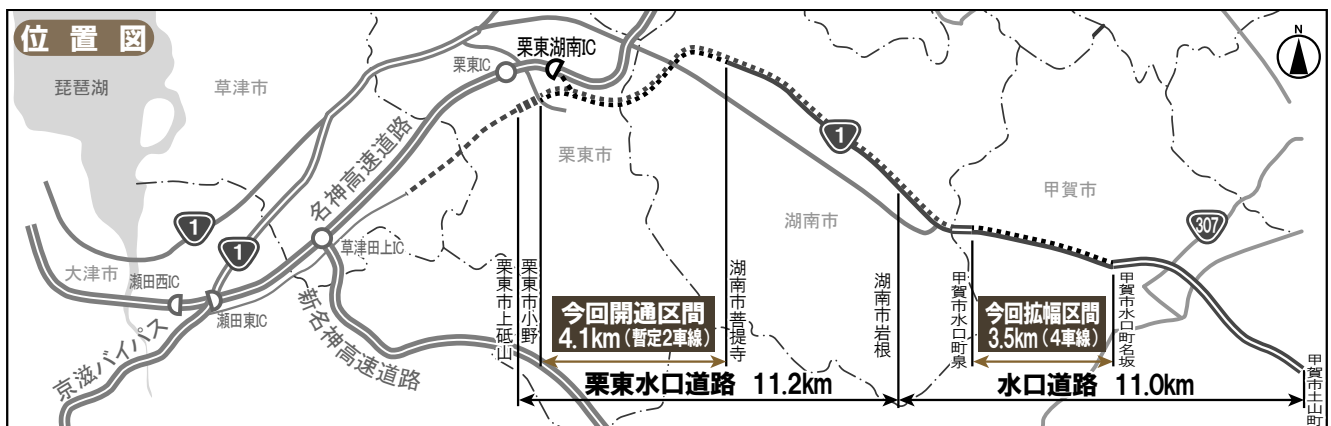 位置図
N
琵琶湖
草津市
栗東IC
栗東湖南IC
名神高速道路
栗東市
1
甲賀市
湖南市
307
1
1
大津市
瀬田西IC
瀬田東IC
草津田上IC
京滋バイパス
新名神高速道路
栗東市上砥山
栗東市小野
今回開通区間
4.1km(暫定2車線)
湖南市菩提寺
湖南市岩根
甲賀市水口町泉
今回拡幅区間
3.5km(4車線)
甲賀市水口町名坂
甲賀市土山町
栗東水口道路 11.2km
水口道路 11.0km